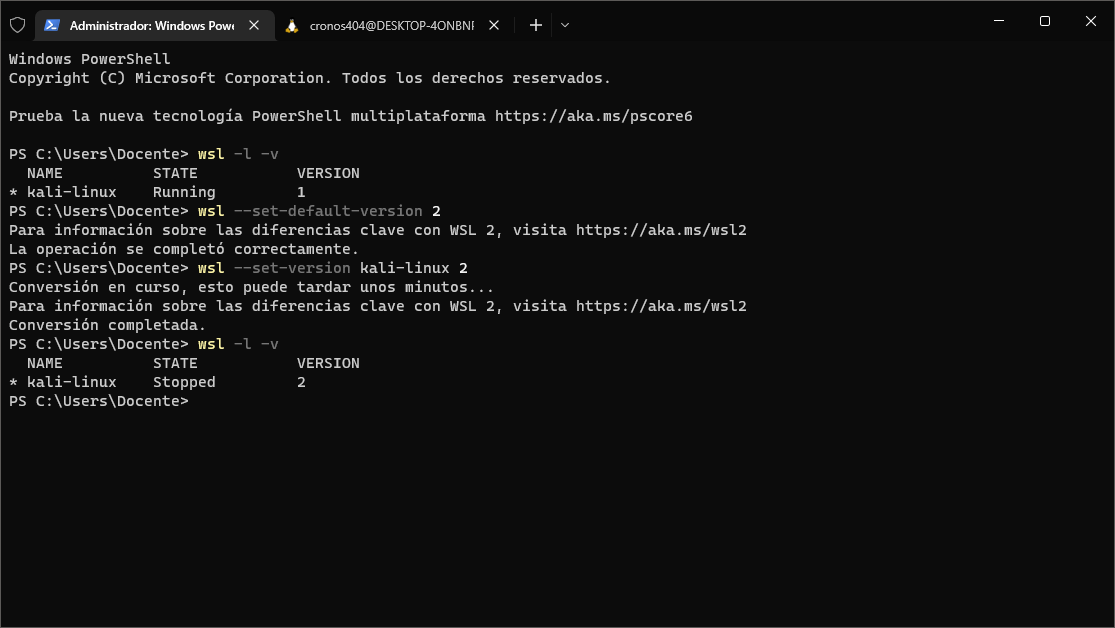 Administrador: Windows Powe
cronos404@DESKTOP-4ONBNF
Windows PowerShell
Copyright (C) Microsoft Corporation. Todos los derechos reservados.
Prueba la nueva tecnología PowerShell multiplataforma https://aka.ms/pscore6
PS C:\Users\Docente> wsl -l -v
NAME STATE VERSION
* kali-linux Running 1
PS C:\Users\Docente> wsl --set-default-version 2
Para información sobre las diferencias clave con WSL 2, visita https://aka.ms/wsl2
La operación se completó correctamente.
PS C:\Users\Docente> wsl --set-version kali-linux 2
Conversión en curso, esto puede tardar unos minutos...
Para información sobre las diferencias clave con WSL 2, visita https://aka.ms/wsl2
Conversión completada.
PS C:\Users\Docente> wsl -l -v
NAME STATE VERSION
* kali-linux Stopped 2
PS C:\Users\Docente>